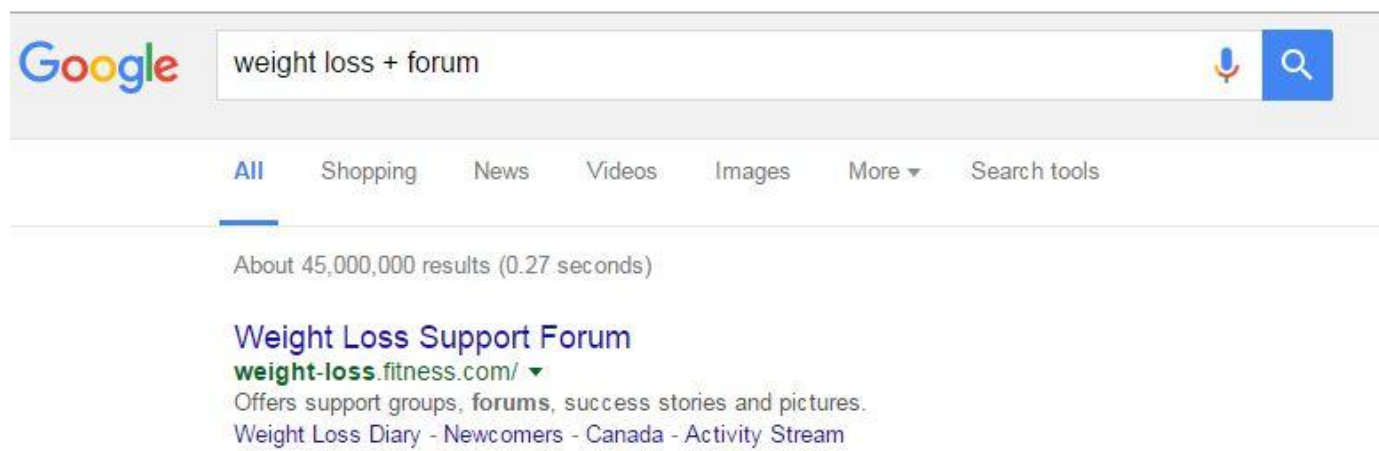 Google weight loss + forum
All Shopping News Videos Images More Search tools
About 45,000,000 results (0.27 seconds)
Weight Loss Support Forum
weight-loss.fitness.com/
Offers support groups, forums, success stories and pictures.
Weight Loss Diary - Newcomers - Canada - Activity Stream